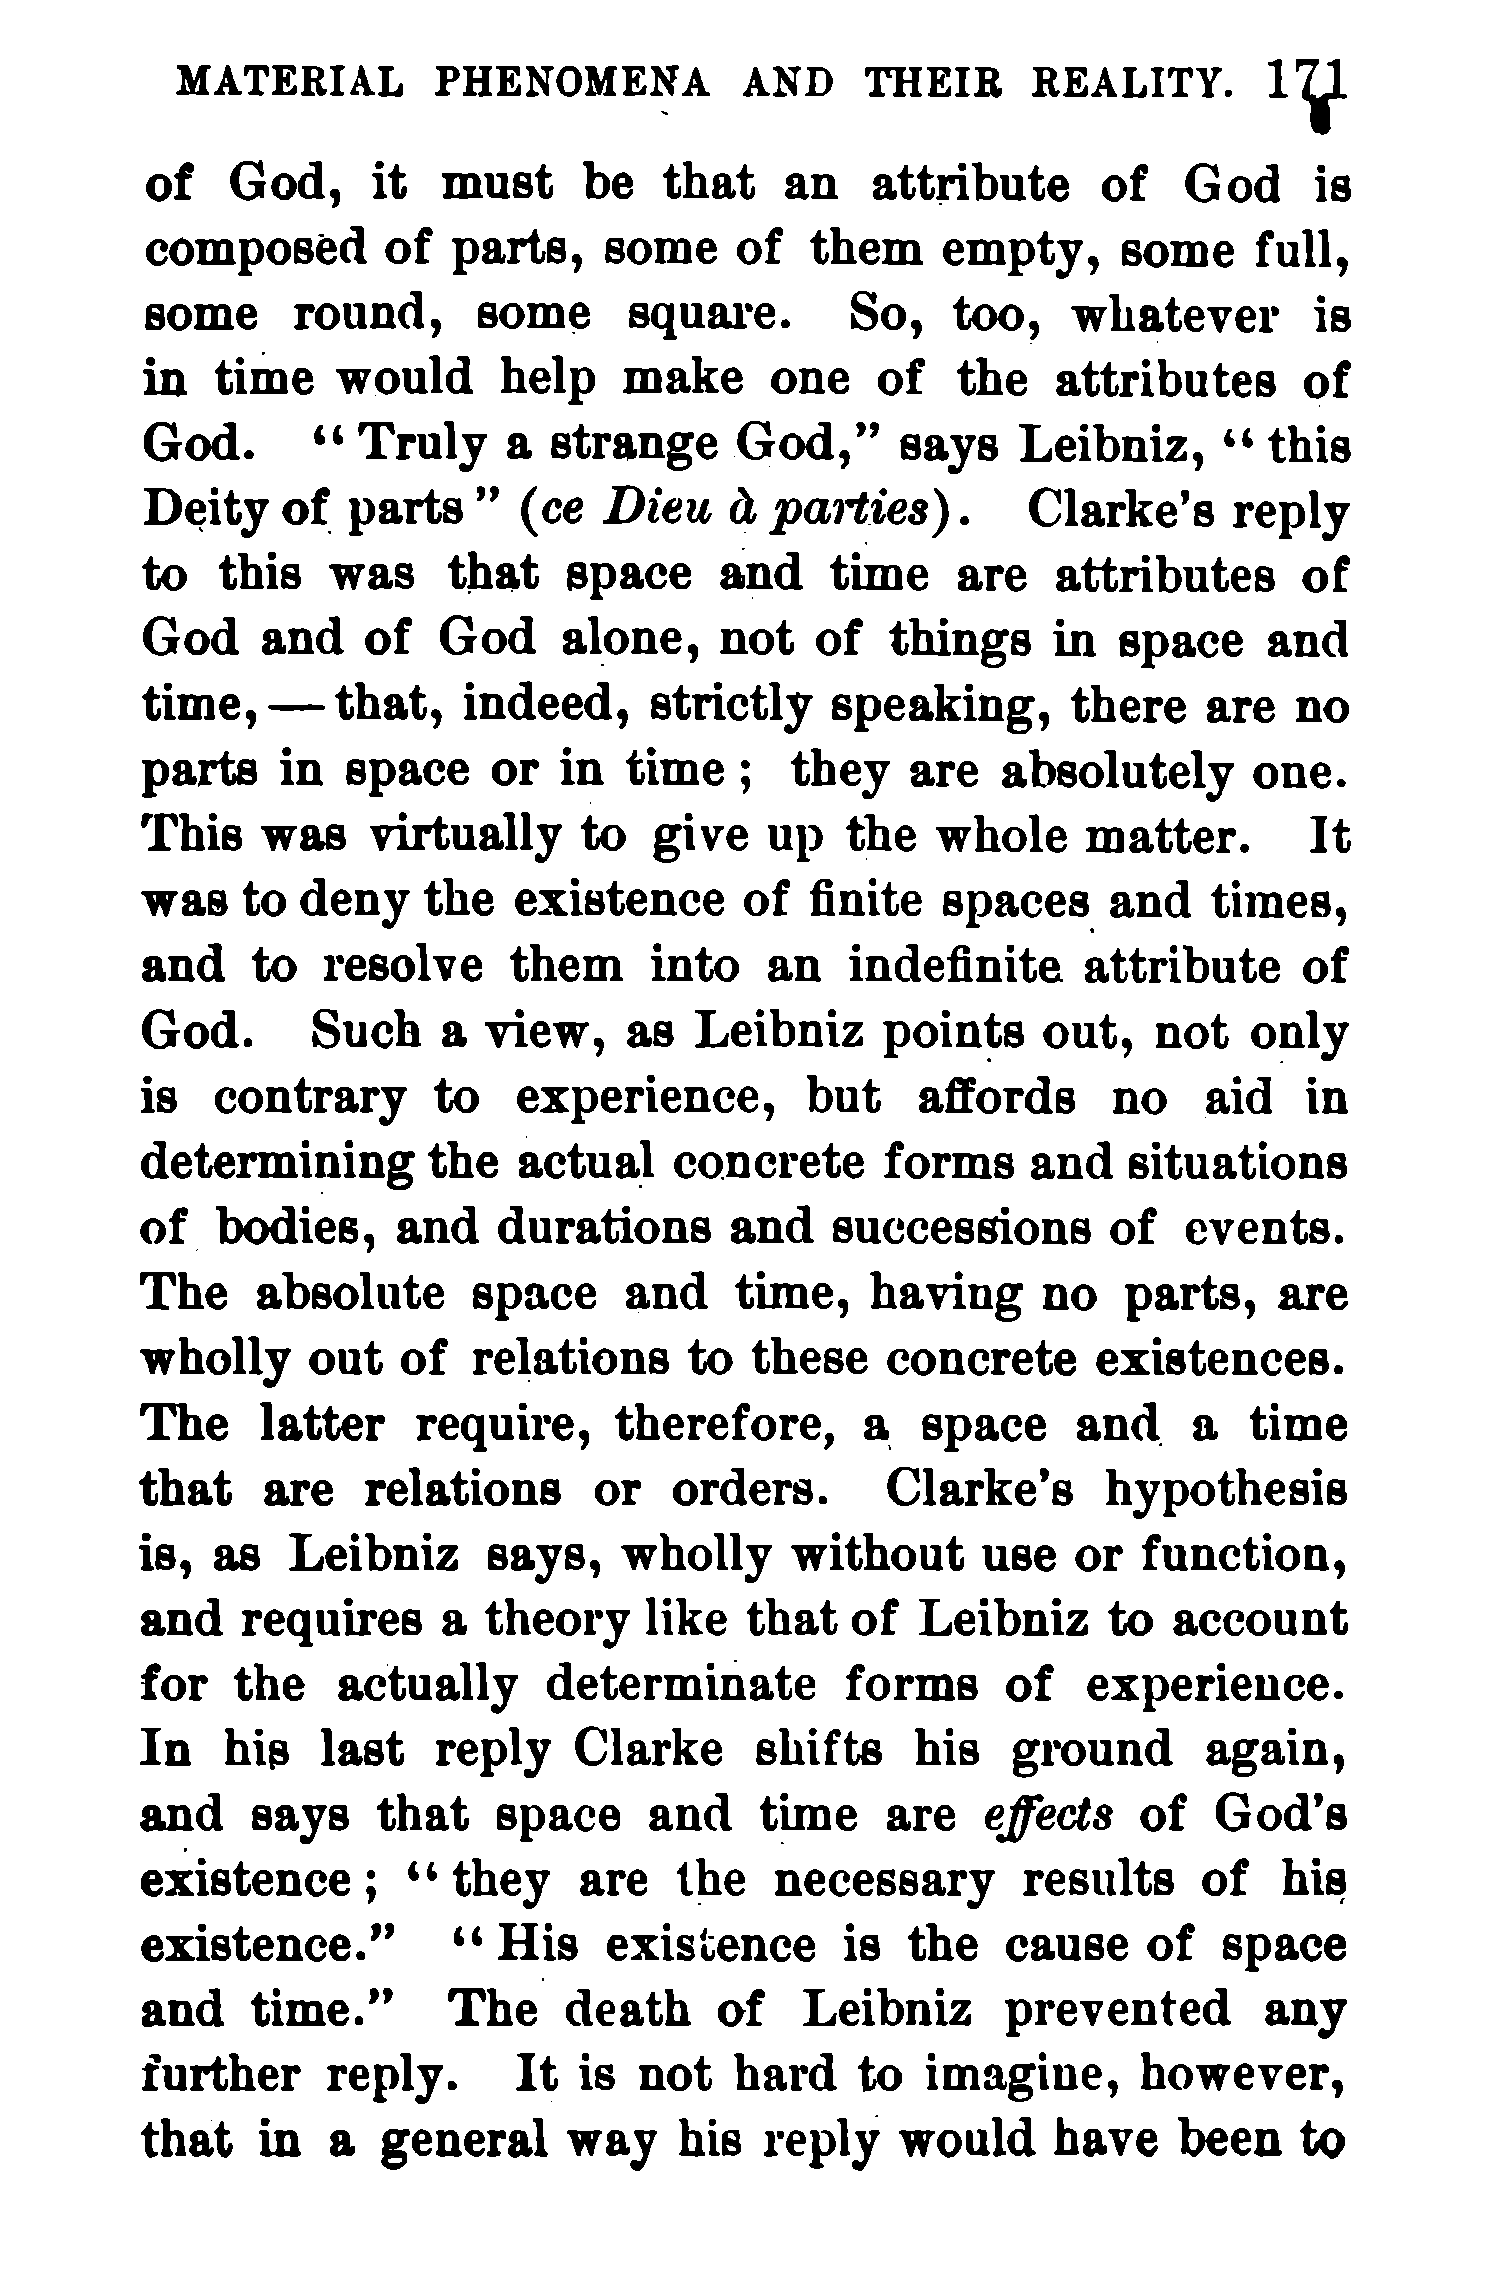 MATERIAL PHENOMENA AND THEIR REALITY. 171
of God, it must be that an attribute of God is
composed of parts, some of them empty, some full,
some round, some square. So, too, whatever is
in time would help make one of the attributes of
God. “Truly a strange God,” says Leibniz, “this
Deity of parts” (ce Dieu à parties). Clarke’s reply
to this was that space and time are attributes of
God and of God alone, not of things in space and
time, — that, indeed, strictly speaking, there are no
parts in space or in time; they are absolutely one.
This was virtually to give up the whole matter. It
was to deny the existence of finite spaces and times,
and to resolve them into an indefinite attribute of
God. Such a view, as Leibniz points out, not only
is contrary to experience, but affords no aid in
determining the actual concrete forms and situations
of bodies, and durations and successions of events.
The absolute space and time, having no parts, are
wholly out of relations to these concrete existences.
The latter require, therefore, a space and a time
that are relations or orders. Clarke’s hypothesis
is, as Leibniz says, wholly without use or function,
and requires a theory like that of Leibniz to account
for the actually determinate forms of experience.
In his last reply Clarke shifts his ground again,
and says that space and time are effects of God’s
existence; “they are the necessary results of his
existence.” “His existence is the cause of space
and time.” The death of Leibniz prevented any
further reply. It is not hard to imagine, however,
that in a general way his reply would have been to